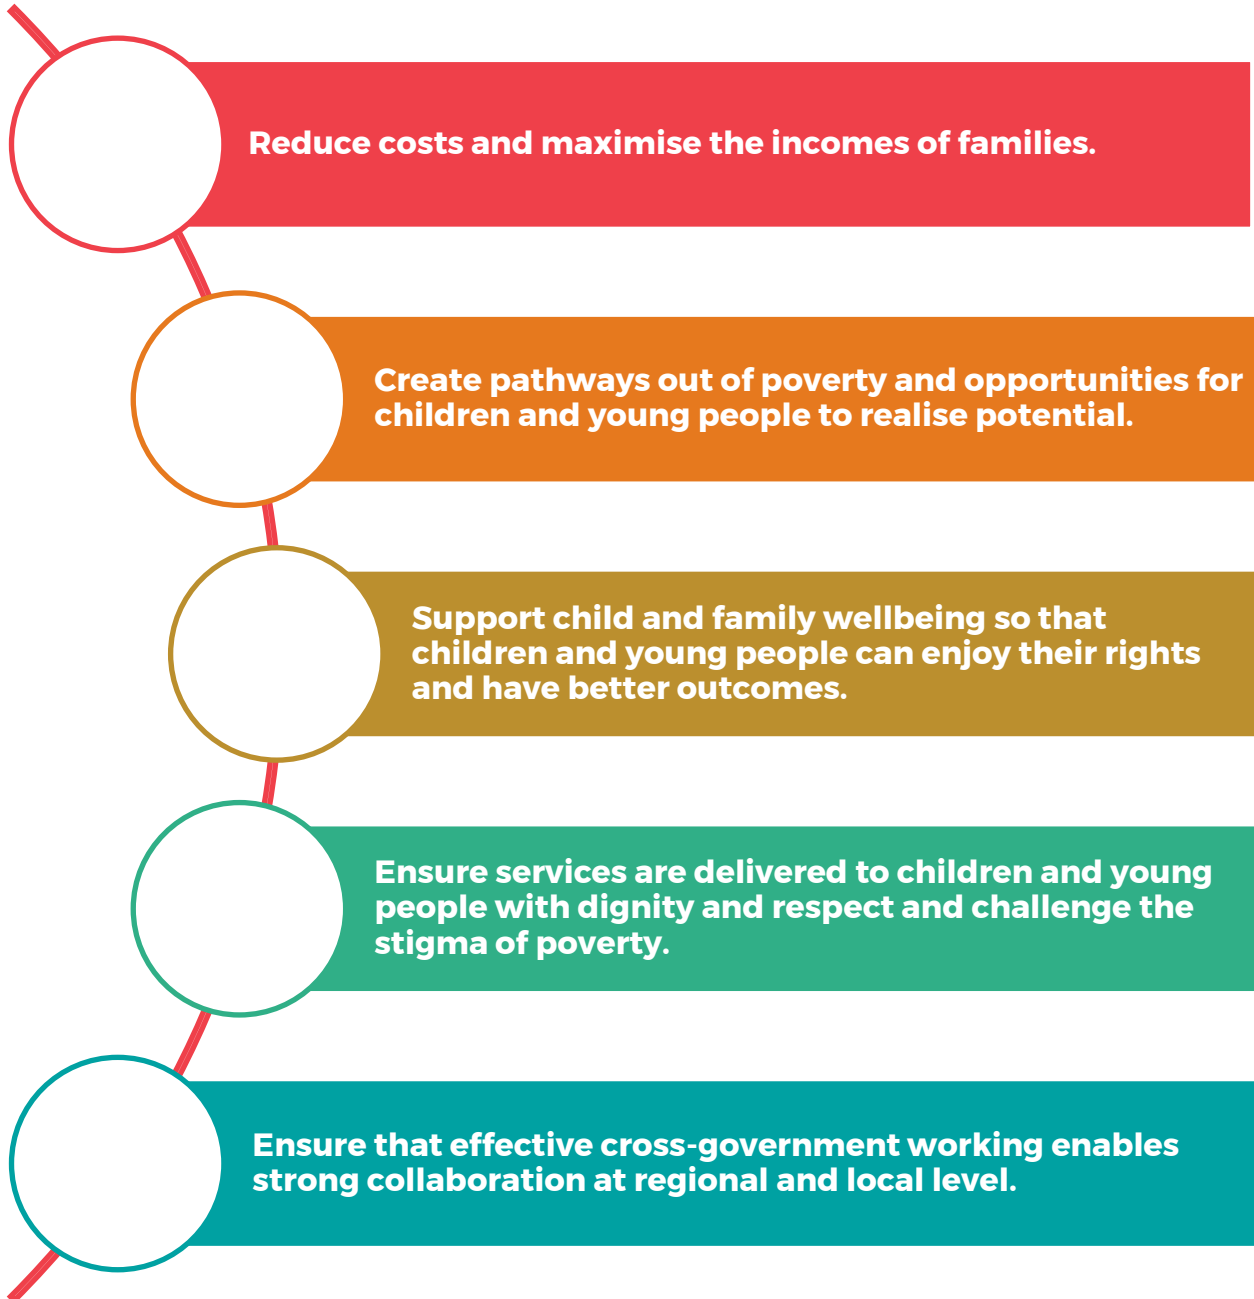 Reduce costs and maximise the incomes of families.
Create pathways out of poverty and opportunities for
children and young people to realise potential.
Support child and family wellbeing so that
children and young people can enjoy their rights
and have better outcomes.
Ensure services are delivered to children and young
people with dignity and respect and challenge the
stigma of poverty.
Ensure that effective cross-government working enables
strong collaboration at regional and local level.